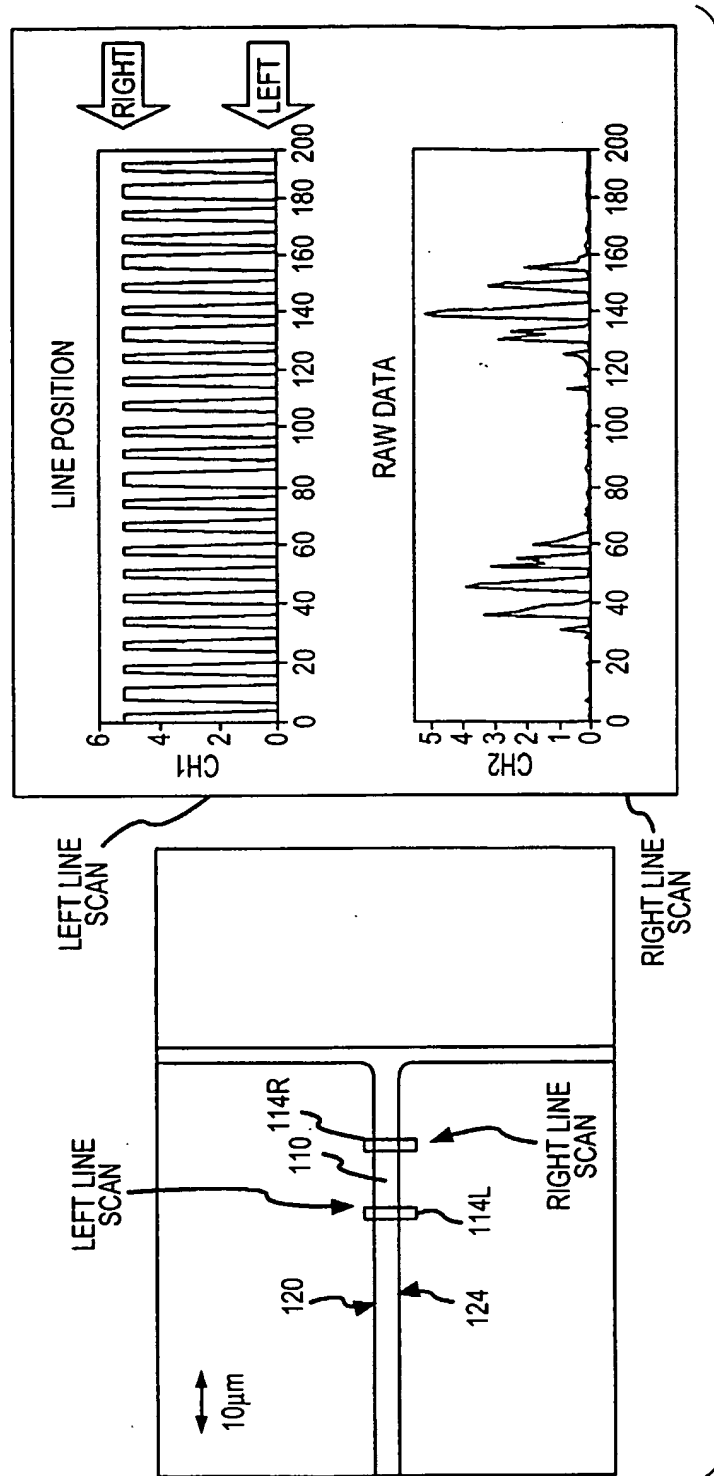 10µm
120
124
LEFT LINE
SCAN
110
114R
114L
RIGHT LINE
SCAN
LEFT LINE
SCAN
RIGHT LINE
SCAN
LINE POSITION
RIGHT
LEFT
CH1
6
4
2
0
0 20 40 60 80 100 120 140 160 180 200
RAW DATA
CH2
5
4
3
2
1
0
0 20 40 60 80 100 120 140 160 180 200